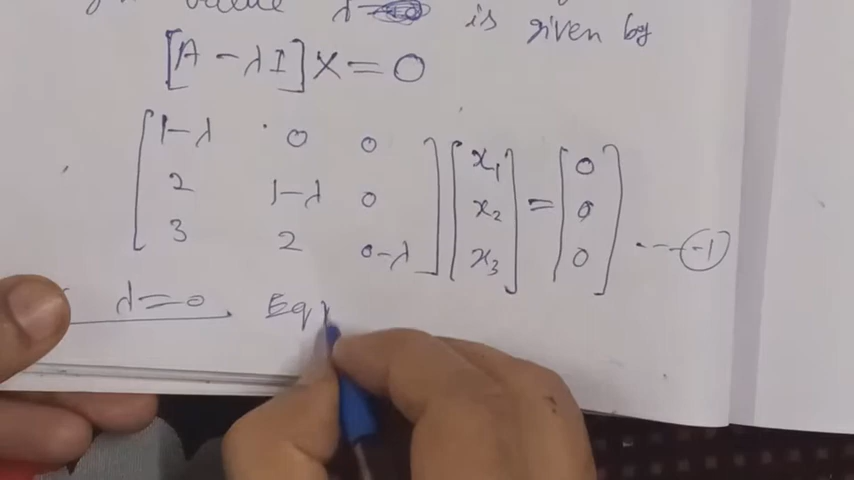 value λ is given by
[A - λI] X = 0
[1-λ 0 0; 2 1-λ 0; 3 2 0-λ] [x₁; x₂; x₃] = [0; 0; 0] ---- (1)
λ = 0 Eq